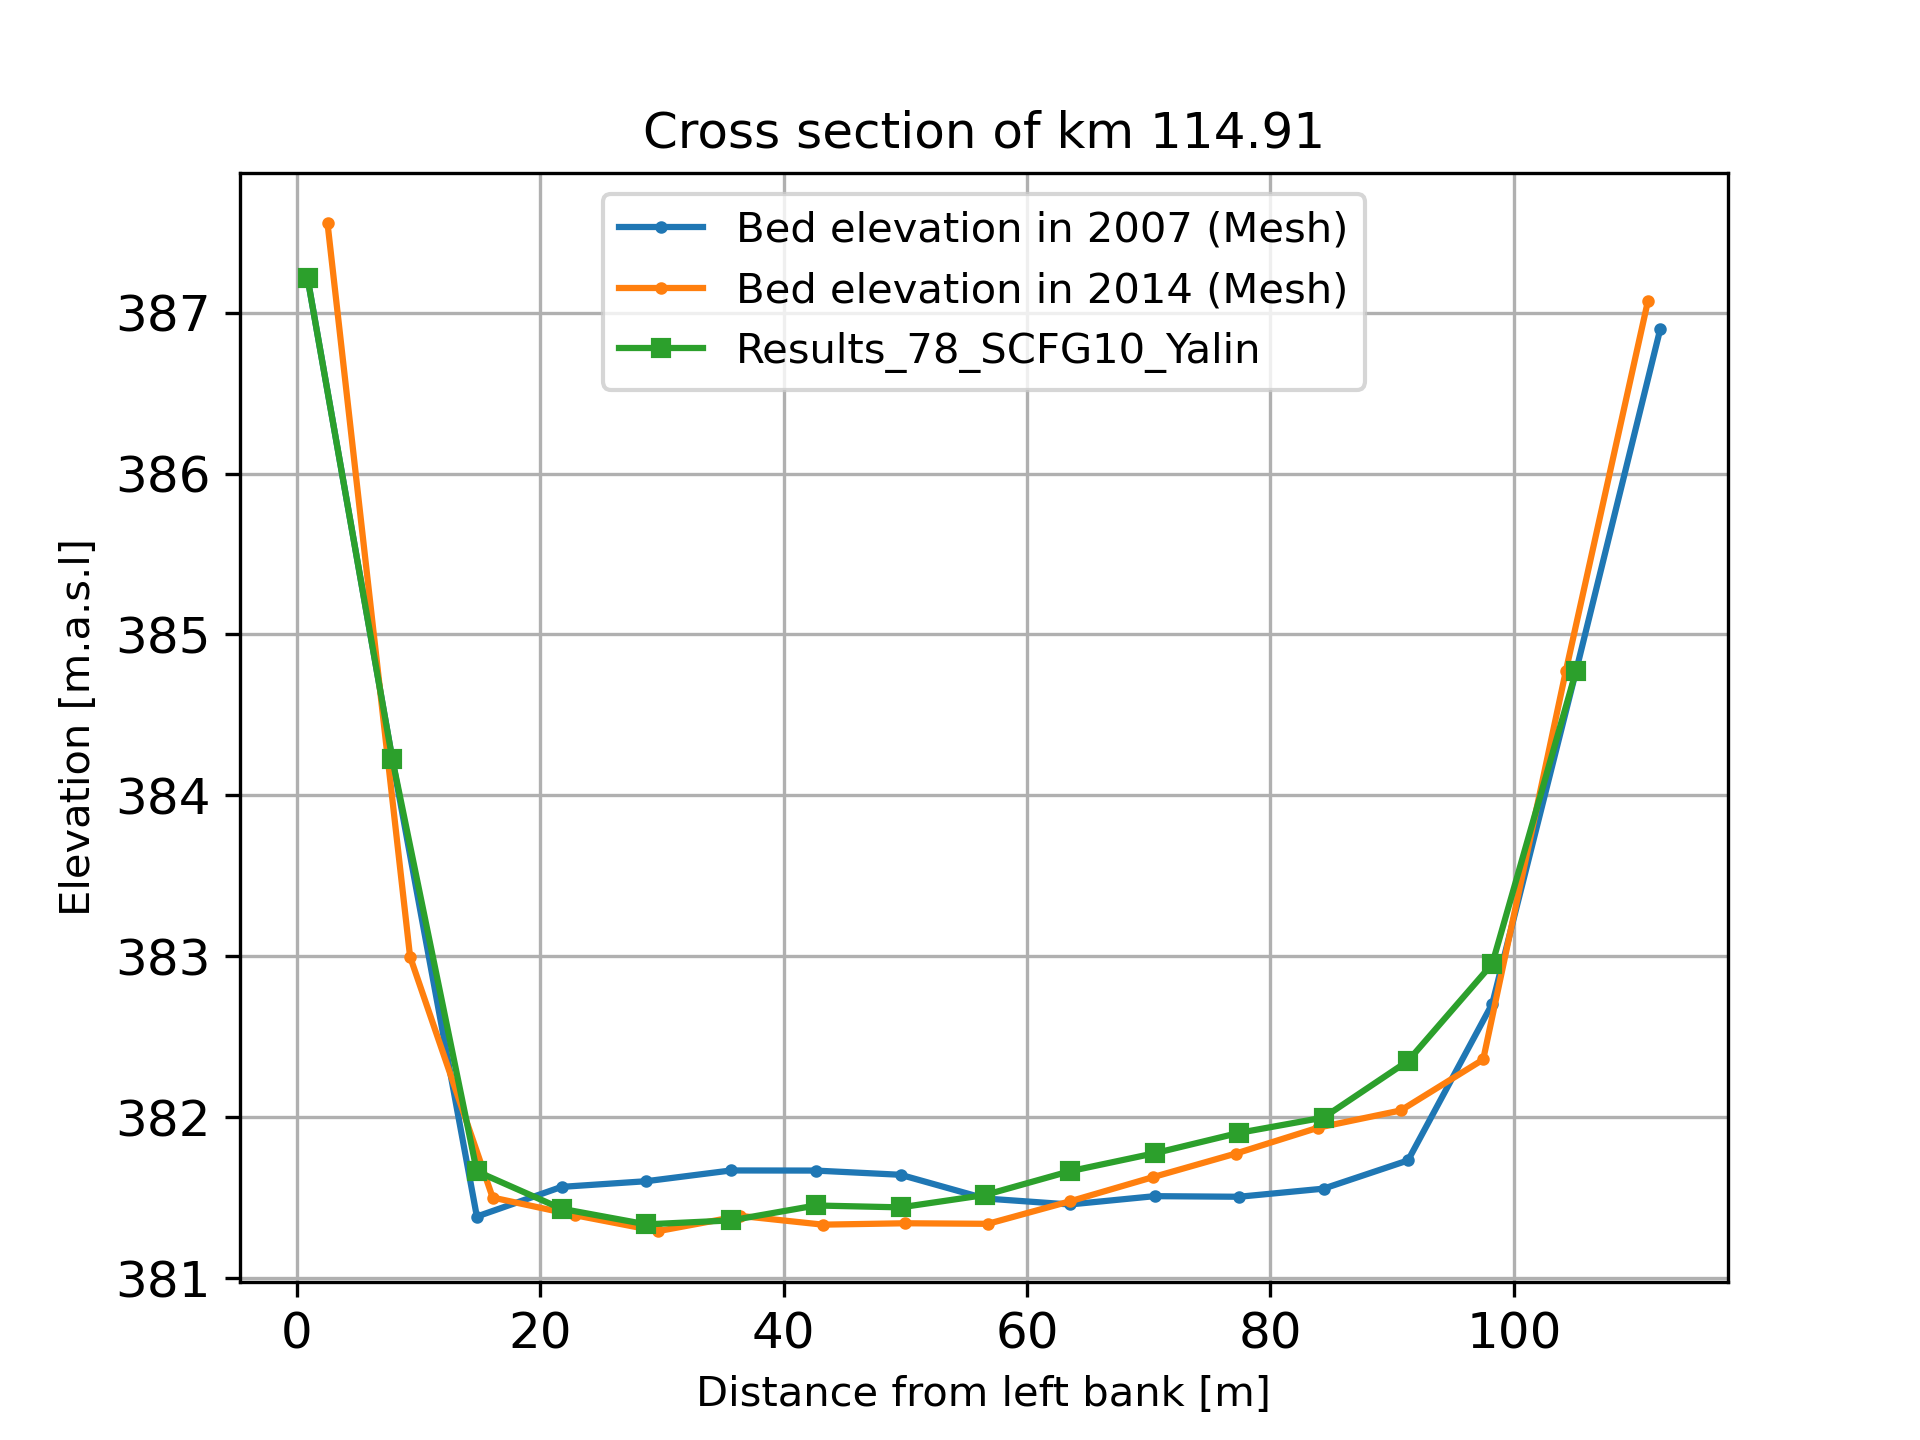 Cross section of km 114.91
Bed elevation in 2007 (Mesh)
Bed elevation in 2014 (Mesh)
Results_78_SCFG10_Yalin
387
386
385
384
383
382
381
Elevation [m.a.s.l]
0 20 40 60 80 100
Distance from left bank [m]